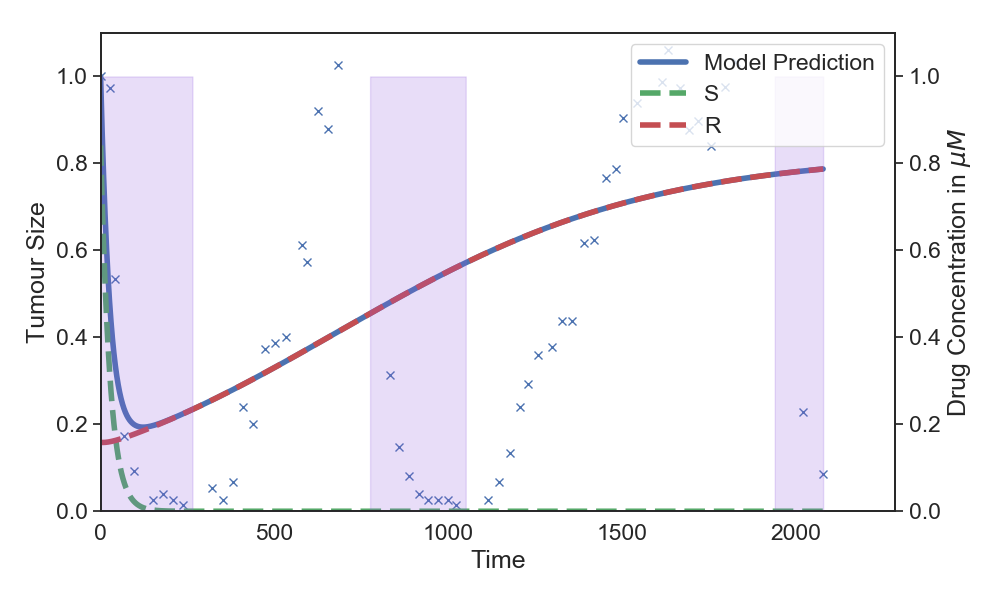 1.0
0.8
0.6
0.4
0.2
0.0
Tumour Size
0
500
1000
1500
2000
Time
1.0
0.8
0.6
0.4
0.2
0.0
Drug Concentration in μM
Model Prediction
S
R